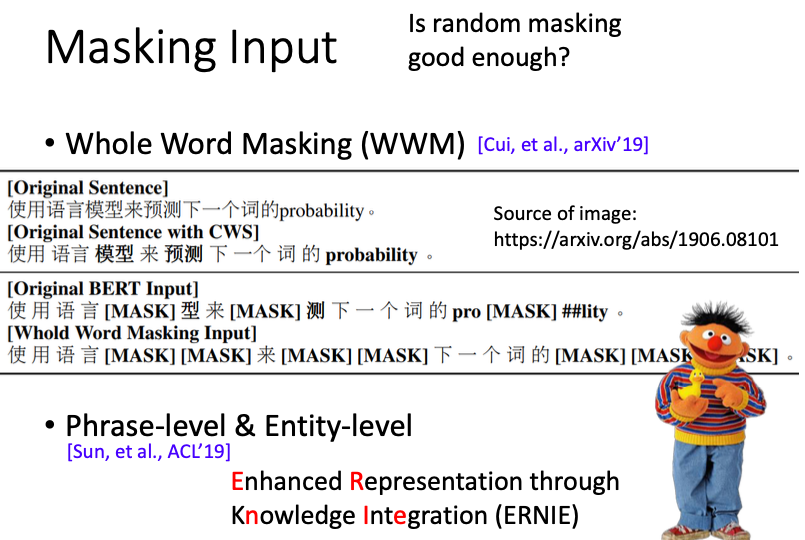 Masking Input
Is random masking
good enough?
• Whole Word Masking (WWM) [Cui, et al., arXiv'19]
[Original Sentence]
使用语言模型来预测下一个词的probability。
[Original Sentence with CWS]
使用 语言 模型 来 预测 下 一个 词 的 probability 。
Source of image:
https://arxiv.org/abs/1906.08101
[Original BERT Input]
使 用 语 言 [MASK] 型 来 [MASK] 测 下 一 个 词 的 pro [MASK] ##lity 。
[Whold Word Masking Input]
使 用 语 言 [MASK] [MASK] 来 [MASK] [MASK] 下 一 个 词 的 [MASK] [MASK SK] 。
• Phrase-level & Entity-level
[Sun, et al., ACL'19]
Enhanced Representation through
Knowledge Integration (ERNIE)